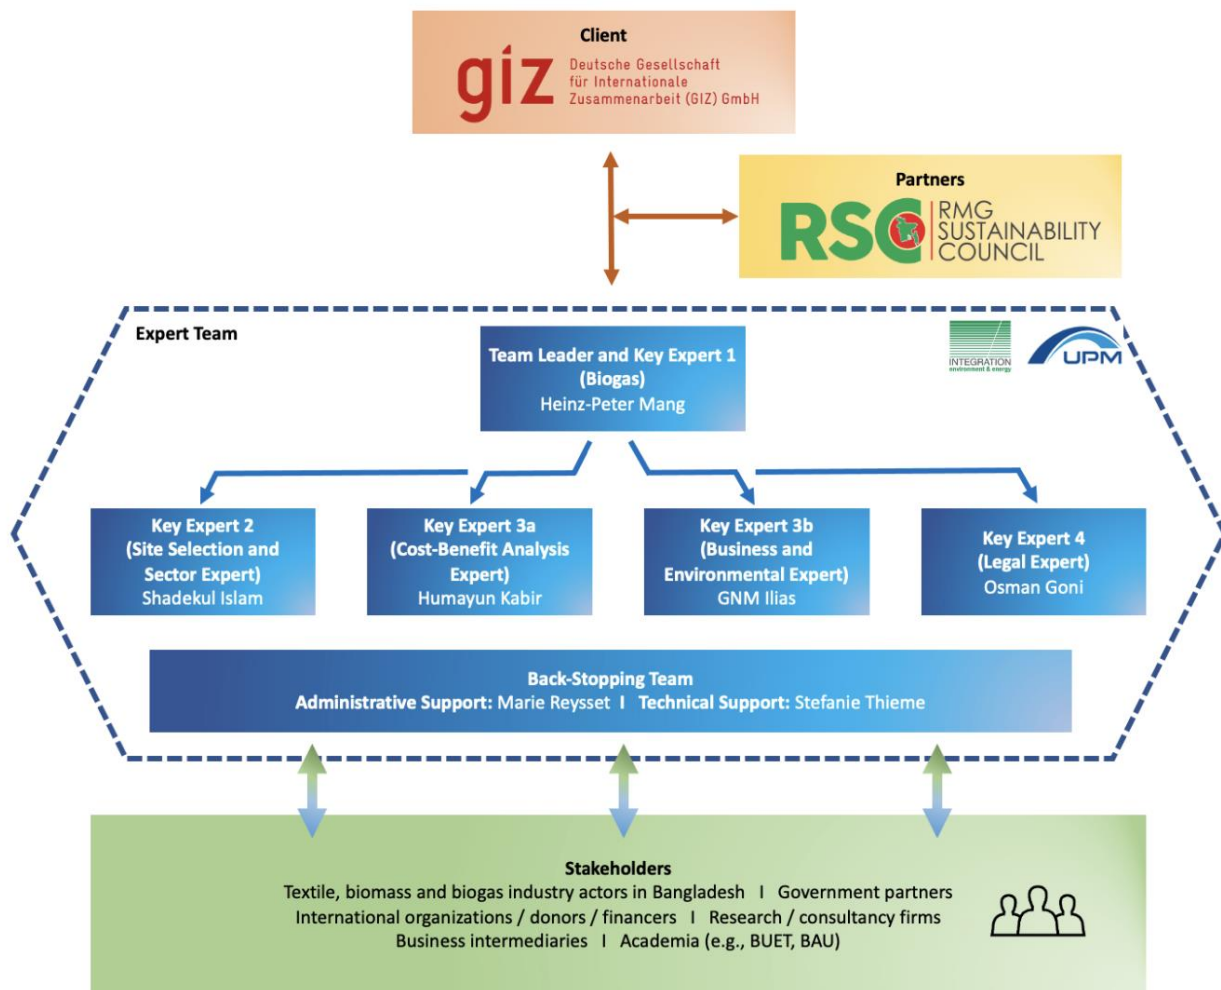 Client
giz
Deutsche Gesellschaft
für Internationale
Zusammenarbeit (GIZ) GmbH
Partners
RSC
RMG
SUSTAINABILITY
COUNCIL
Expert Team
INTEGRATION
environment & energy
UPM
Team Leader and Key Expert 1
(Biogas)
Heinz-Peter Mang
Key Expert 2
(Site Selection and
Sector Expert)
Shadekul Islam
Key Expert 3a
(Cost-Benefit Analysis
Expert)
Humayun Kabir
Key Expert 3b
(Business and
Environmental Expert)
GNM Ilias
Key Expert 4
(Legal Expert)
Osman Goni
Back-Stopping Team
Administrative Support: Marie Reysset I Technical Support: Stefanie Thieme
Stakeholders
Textile, biomass and biogas industry actors in Bangladesh I Government partners
International organizations / donors / financers I Research / consultancy firms
Business intermediaries I Academia (e.g., BUET, BAU)